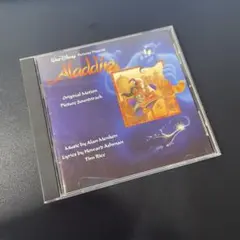 Walt Disney Pictures Presents
Aladdin
Original Motion
Picture Soundtrack
Music by Alan Menken
Lyrics by Howard Ashman
Tim Rice